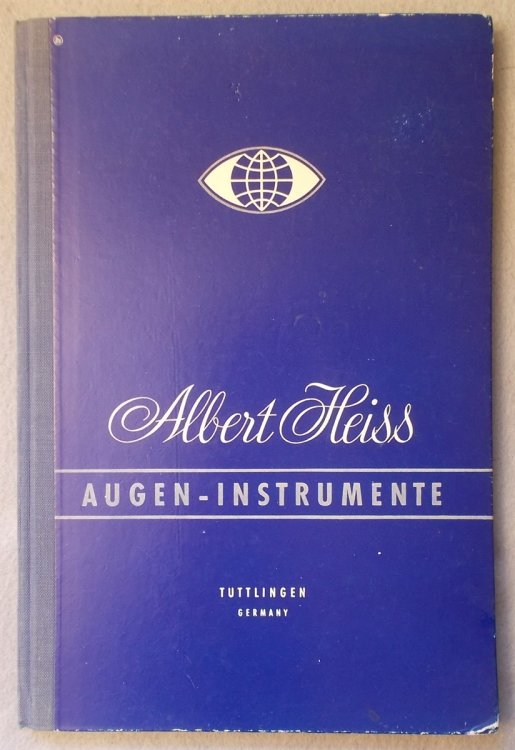 Albert Heiss
AUGEN-INSTRUMENTE
TUTTLINGEN
GERMANY